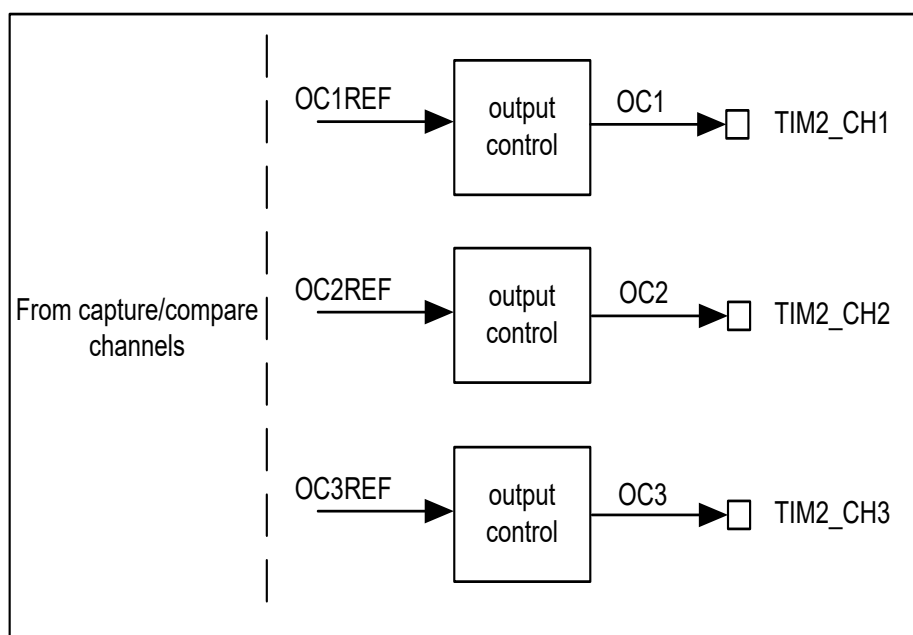 OC1REF
output
control
OC1
TIM2_CH1
From capture/compare
channels
OC2REF
output
control
OC2
TIM2_CH2
OC3REF
output
control
OC3
TIM2_CH3